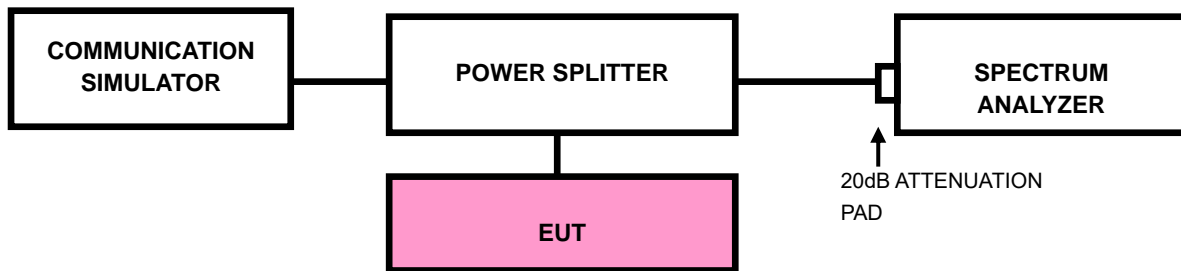 COMMUNICATION
SIMULATOR
POWER SPLITTER
SPECTRUM
ANALYZER
20dB ATTENUATION
PAD
EUT